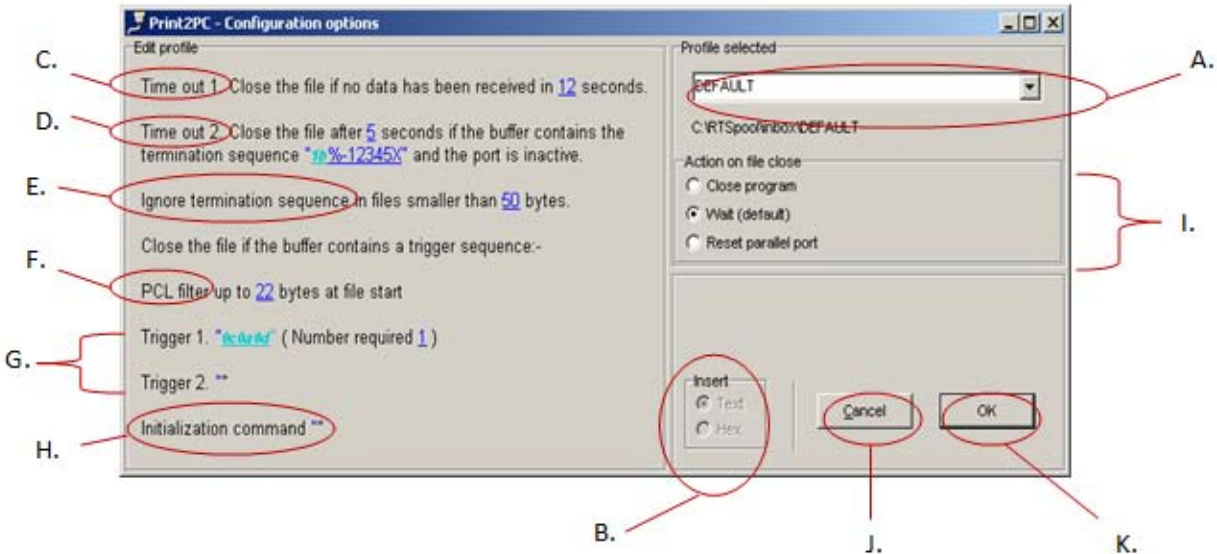 Print2PC - Configuration options
Edit profile
C.
Time out 1. Close the file if no data has been received in 12 seconds.
D.
Time out 2. Close the file after 5 seconds if the buffer contains the
termination sequence "1b%-12345X" and the port is inactive.
E.
Ignore termination sequence in files smaller than 50 bytes.
Close the file if the buffer contains a trigger sequence:-
F.
PCL filter up to 22 bytes at file start
G.
Trigger 1. "0c0a0d" ( Number required 1 )
Trigger 2. ""
H.
Initialization command ""
Profile selected
A.
DEFAULT
C:\RTSpool\inbox\DEFAULT
Action on file close
Close program
Wait (default)
Reset parallel port
I.
Insert
Text
Hex
Cancel
OK
B.
J.
K.